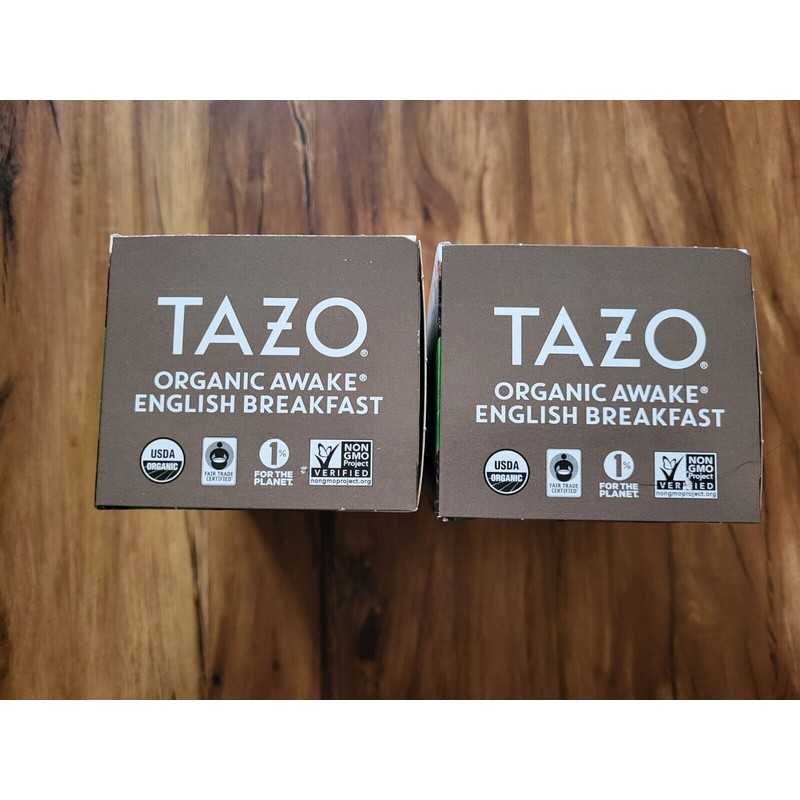 TAZO®
ORGANIC AWAKE®
ENGLISH BREAKFAST
USDA
ORGANIC
FAIR TRADE
CERTIFIED
1%
FOR THE
PLANET
NON
GMO
Project
VERIFIED
nongmoproject.org
TAZO®
ORGANIC AWAKE®
ENGLISH BREAKFAST
USDA
ORGANIC
FAIR TRADE
CERTIFIED
1%
FOR THE
PLANET
NON
GMO
Project
VERIFIED
nongmoproject.org